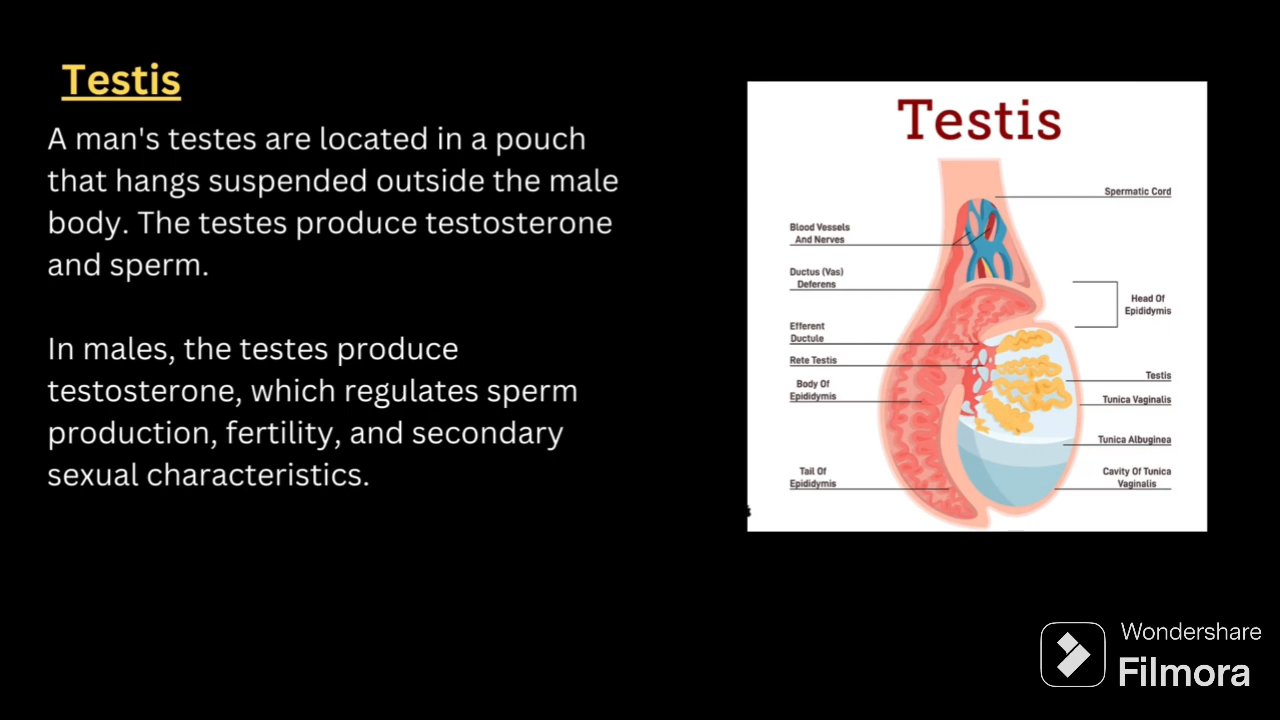 Testis
A man's testes are located in a pouch
that hangs suspended outside the male
body. The testes produce testosterone
and sperm.
In males, the testes produce
testosterone, which regulates sperm
production, fertility, and secondary
sexual characteristics.
Testis
Spermatic Cord
Blood Vessels
And Nerves
Ductus (Vas)
Deferens
Head Of
Epididymis
Efferent
Ductule
Rete Testis
Body Of
Epididymis
Testis
Tunica Vaginalis
Tunica Albuginea
Tail Of
Epididymis
Cavity Of Tunica
Vaginalis
Wondershare
Filmora